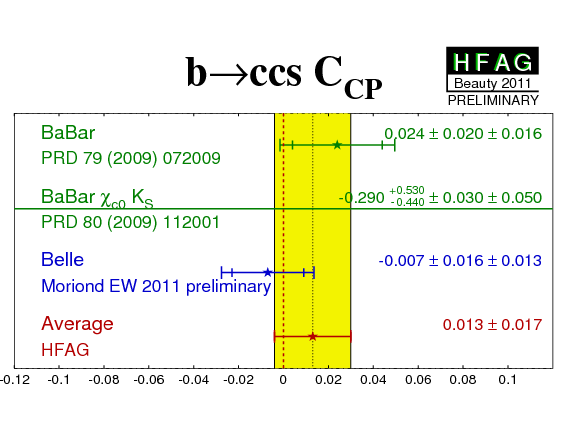 b→ccs C_CP
HFAG
Beauty 2011
PRELIMINARY
BaBar
0.024 ± 0.020 ± 0.016
PRD 79 (2009) 072009
BaBar χ_c0 K_S
-0.290 +0.530 -0.440 ± 0.030 ± 0.050
PRD 80 (2009) 112001
Belle
-0.007 ± 0.016 ± 0.013
Moriond EW 2011 preliminary
Average
0.013 ± 0.017
HFAG
-0.12 -0.1 -0.08 -0.06 -0.04 -0.02 0 0.02 0.04 0.06 0.08 0.1